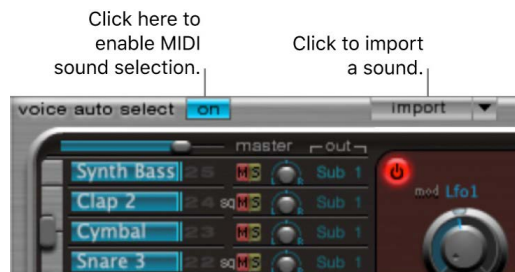 Click here to
enable MIDI
sound selection.
Click to import
a sound.
voice auto select on import
master out
Synth Bass 25 M S L R Sub 1
Clap 2 24 sq M S L R Sub 1
Cymbal 23 M S L R Sub 1
Snare 3 22 sq M S Sub 1
mod Lfo1